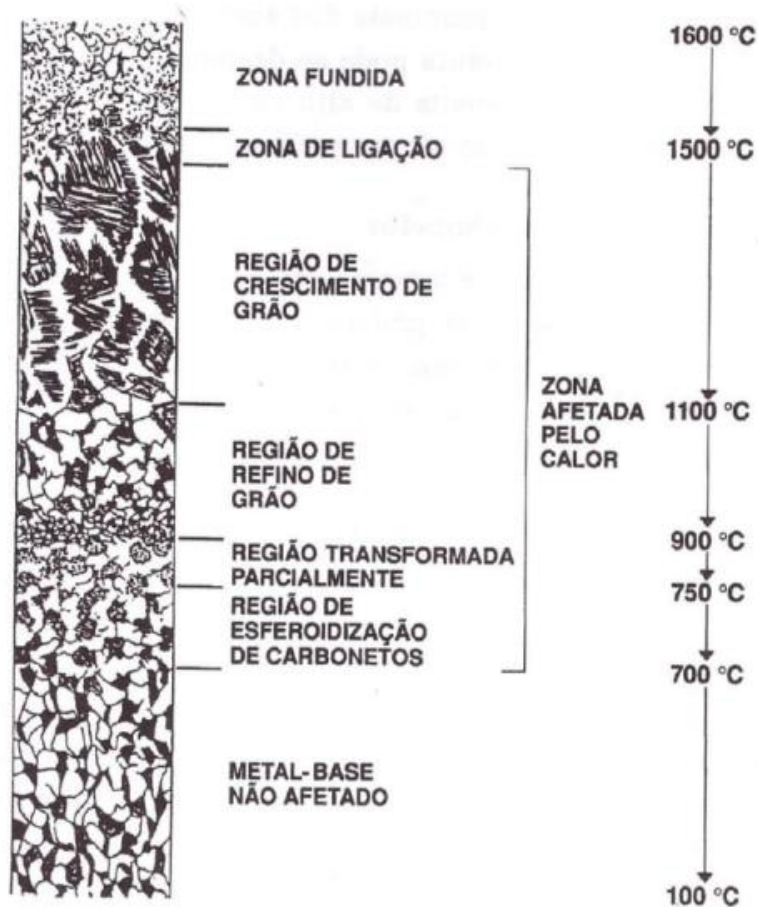 1600 °C
ZONA FUNDIDA
ZONA DE LIGAÇÃO
1500 °C
REGIÃO DE
CRESCIMENTO DE
GRÃO
ZONA
AFETADA
PELO
CALOR
1100 °C
REGIÃO DE
REFINO DE
GRÃO
900 °C
REGIÃO TRANSFORMADA
PARCIALMENTE
750 °C
REGIÃO DE
ESFEROIDIZAÇÃO
DE CARBONETOS
700 °C
METAL-BASE
NÃO AFETADO
100 °C